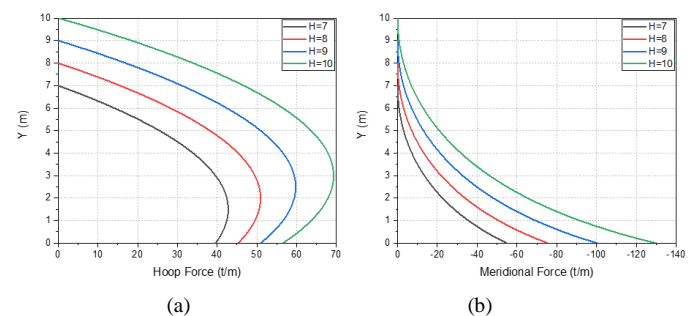 H=7
H=8
H=9
H=10
10
9
8
7
6
5
4
3
2
1
0
Y (m)
0 10 20 30 40 50 60 70
Hoop Force (t/m)
(a)
H=7
H=8
H=9
H=10
10
9
8
7
6
5
4
3
2
1
0
Y (m)
0 -20 -40 -60 -80 -100 -120 -140
Meridional Force (t/m)
(b)